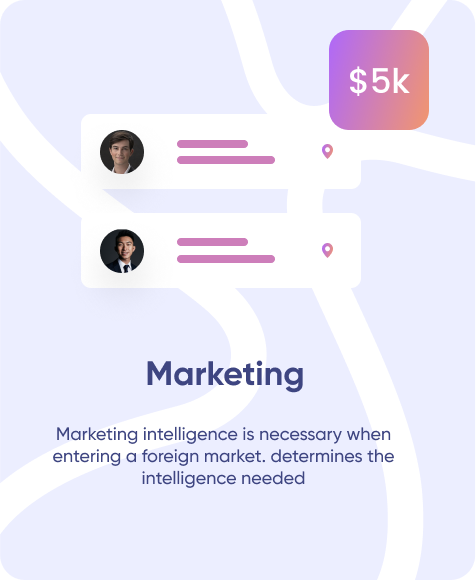 $5k
Marketing
Marketing intelligence is necessary when
entering a foreign market. determines the
intelligence needed